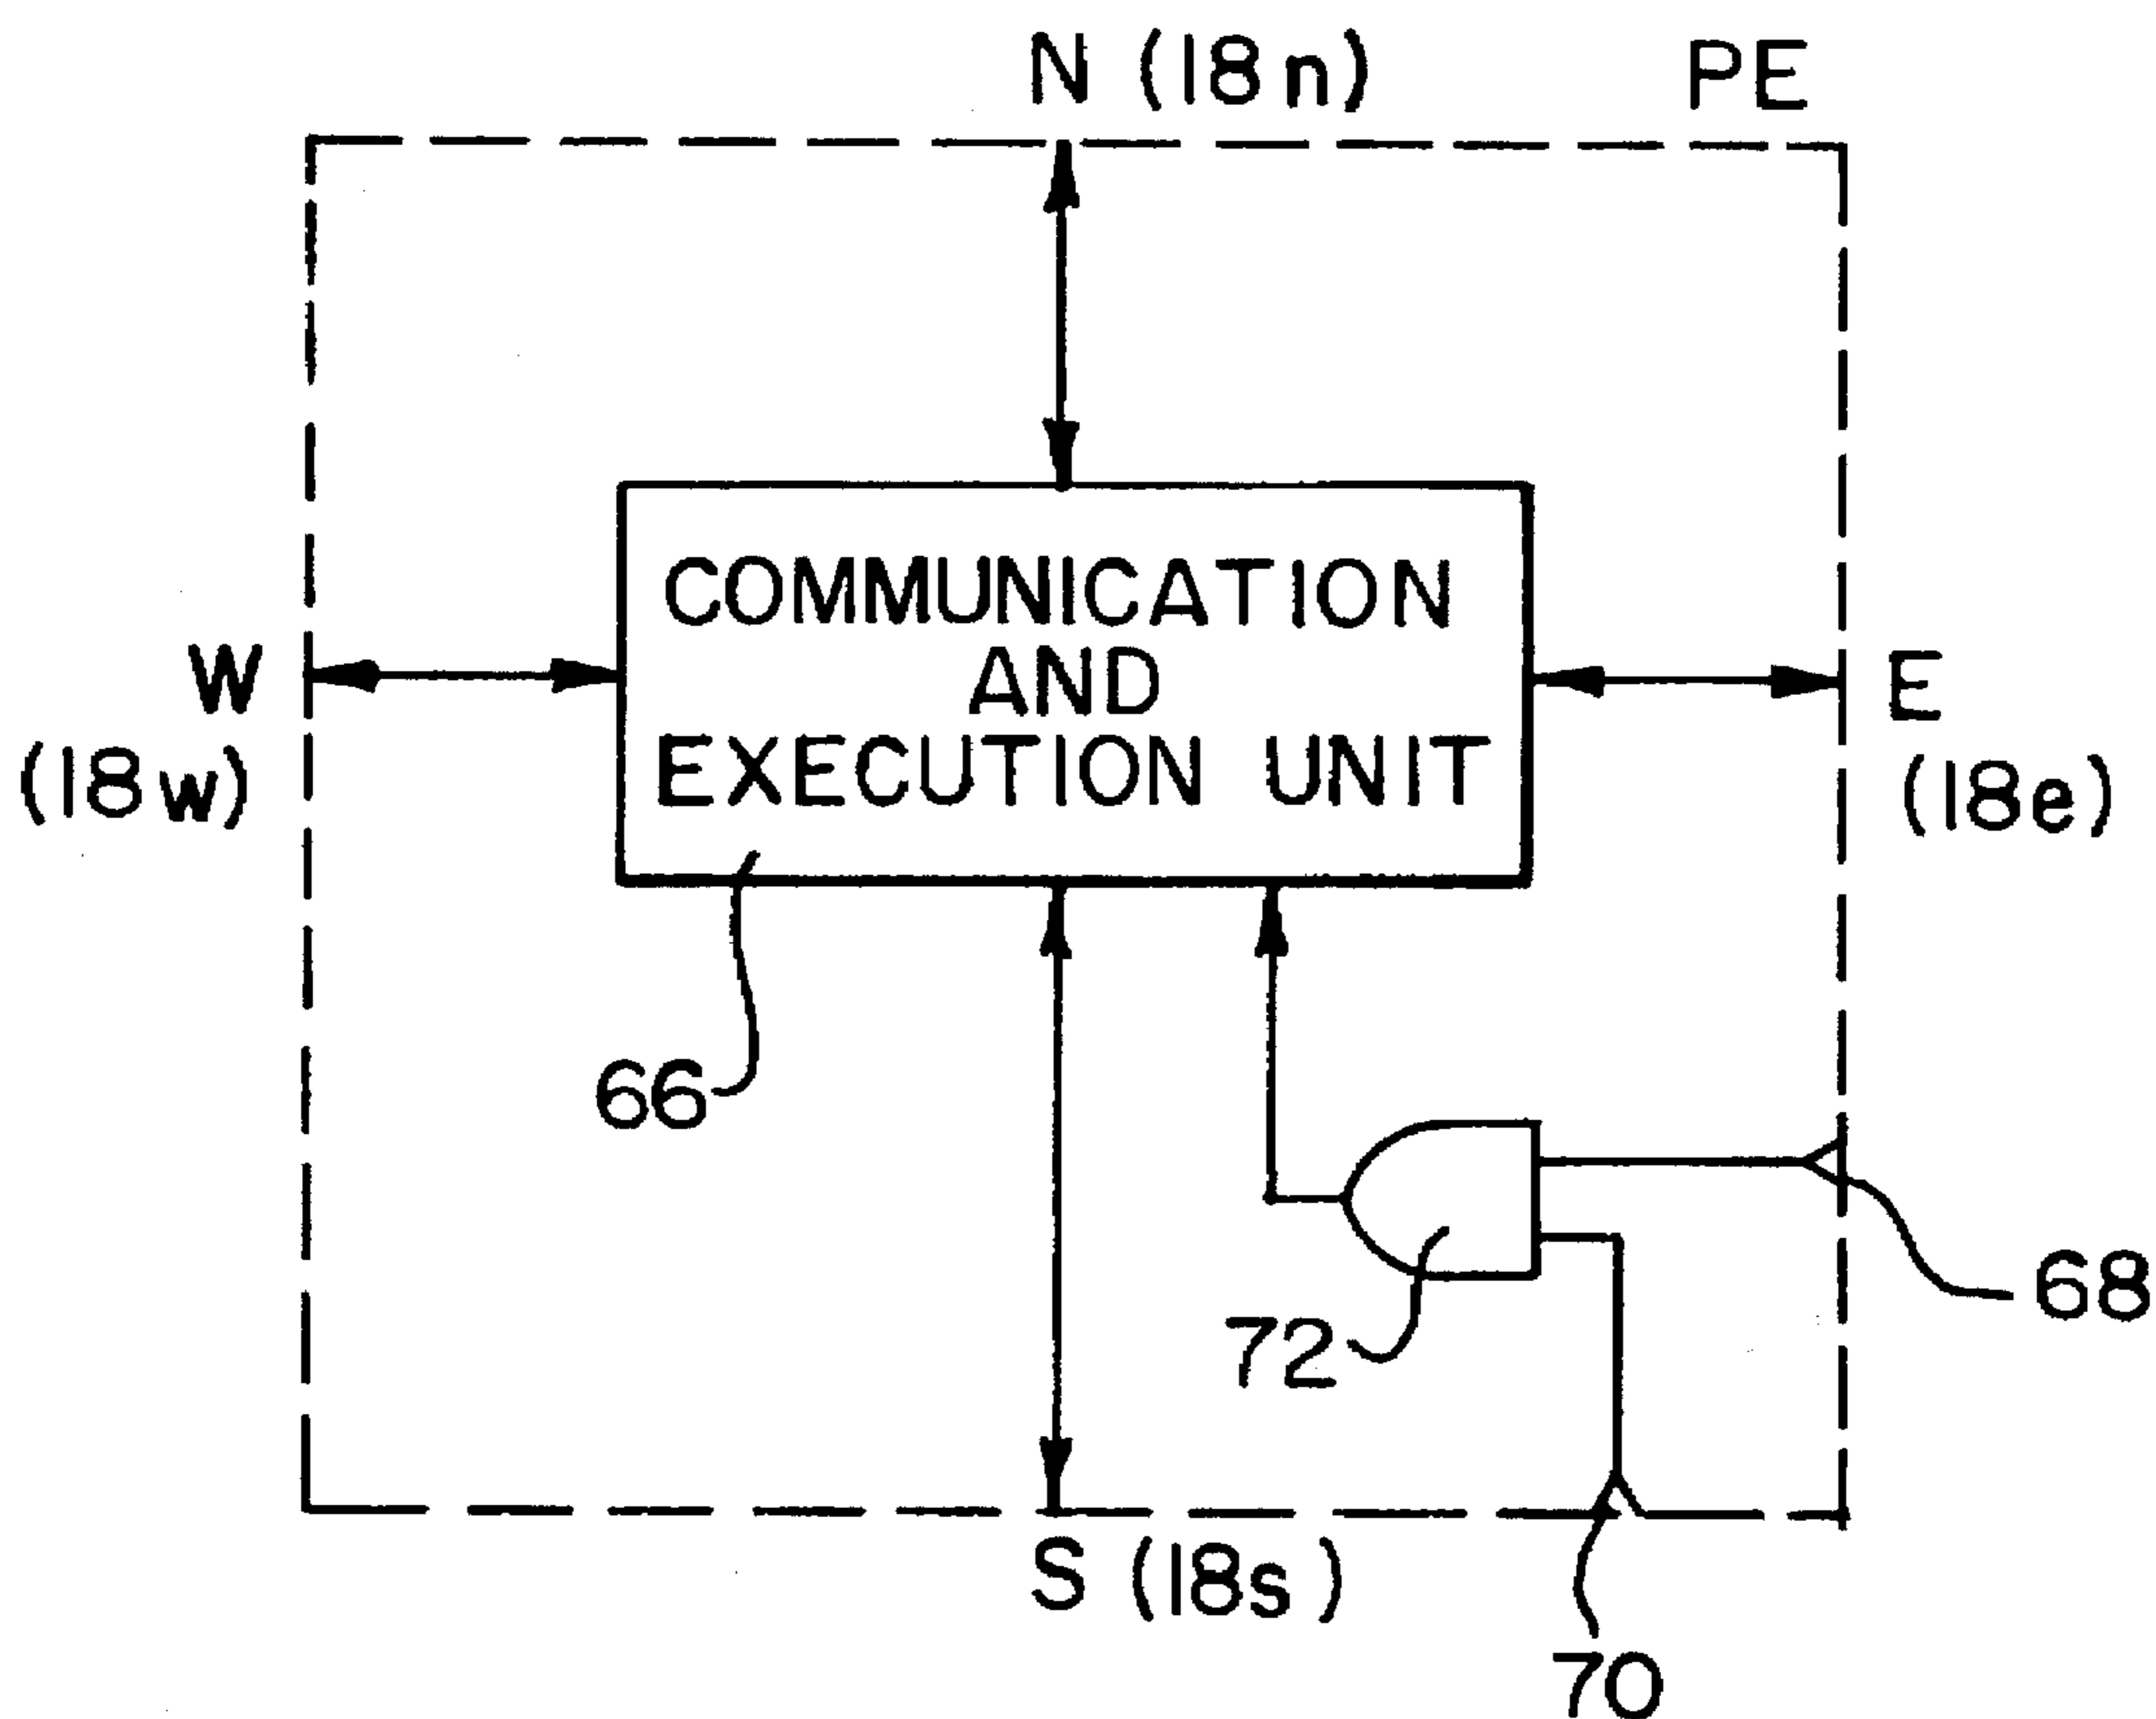 N (18n)
PE
COMMUNICATION
AND
EXECUTION UNIT
W
(18w)
E
(18e)
66
68
72
S (18s)
70